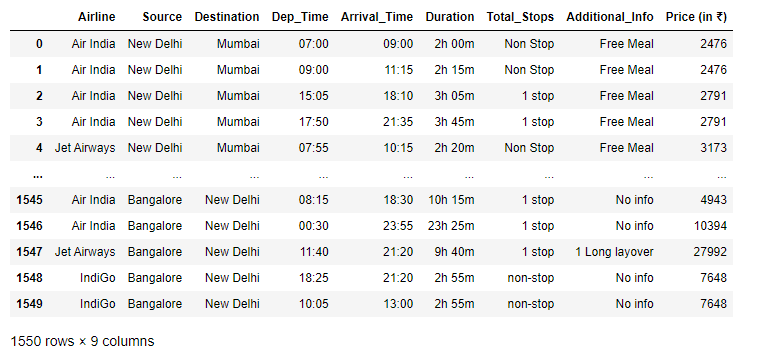 Airline Source Destination Dep_Time Arrival_Time Duration Total_Stops Additional_Info Price (in ₹)
0 Air India New Delhi Mumbai 07:00 09:00 2h 00m Non Stop Free Meal 2476
1 Air India New Delhi Mumbai 09:00 11:15 2h 15m Non Stop Free Meal 2476
2 Air India New Delhi Mumbai 15:05 18:10 3h 05m 1 stop Free Meal 2791
3 Air India New Delhi Mumbai 17:50 21:35 3h 45m 1 stop Free Meal 2791
4 Jet Airways New Delhi Mumbai 07:55 10:15 2h 20m Non Stop Free Meal 3173
... ... ... ... ... ... ... ... ... ...
1545 Air India Bangalore New Delhi 08:15 18:30 10h 15m 1 stop No info 4943
1546 Air India Bangalore New Delhi 00:30 23:55 23h 25m 1 stop No info 10394
1547 Jet Airways Bangalore New Delhi 11:40 21:20 9h 40m 1 stop 1 Long layover 27992
1548 IndiGo Bangalore New Delhi 18:25 21:20 2h 55m non-stop No info 7648
1549 IndiGo Bangalore New Delhi 10:05 13:00 2h 55m non-stop No info 7648
1550 rows × 9 columns